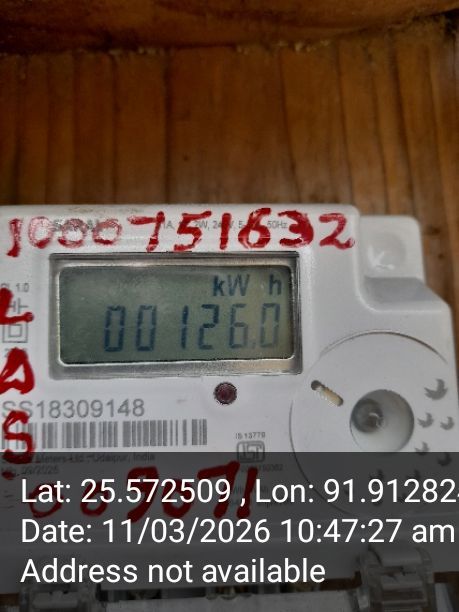 1000751632
kW h
00126.0
L
A
S
SS18309148
IS 13779
Lat: 25.572509 , Lon: 91.91282
Date: 11/03/2026 10:47:27 am
Address not available